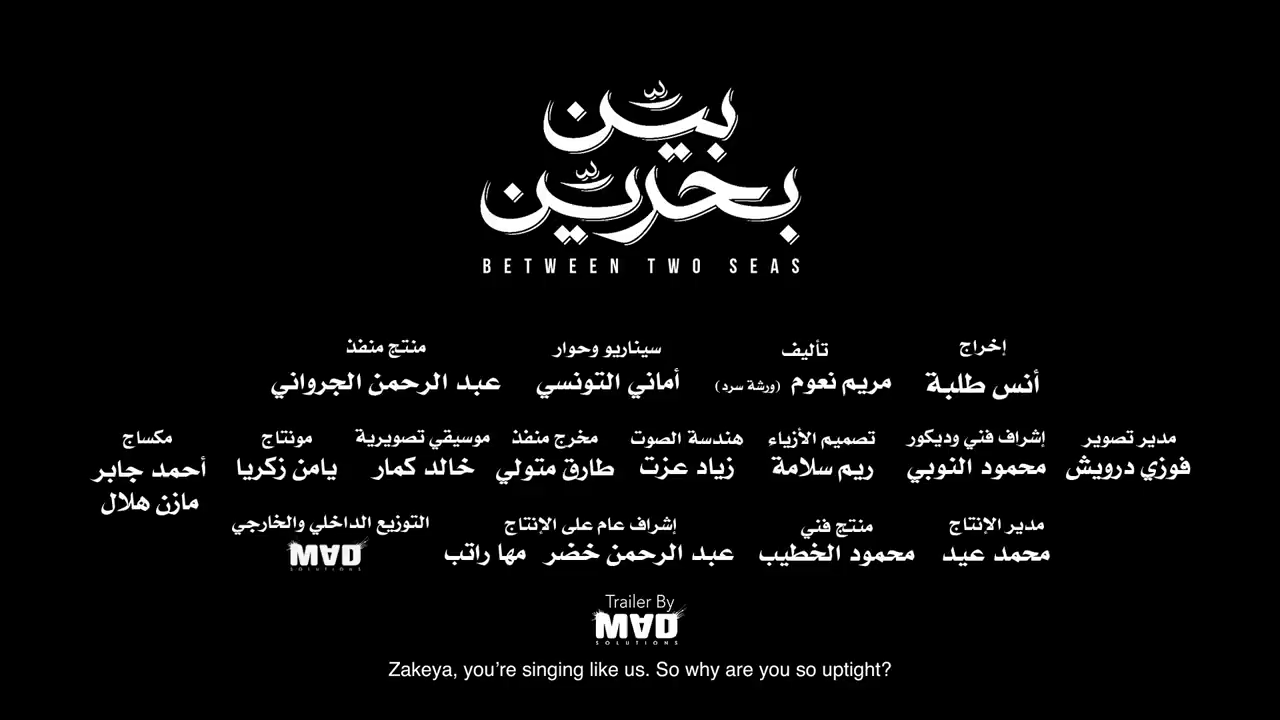 بين
بحرين
BETWEEN TWO SEAS
إخراج تأليف سيناريو وحوار منتج منفذ
أنس طلبة مريم نعوم (ورشة سرد) أماني التونسي عبد الرحمن الجرواني
مدير تصوير إشراف فني وديكور تصميم الأزياء هندسة الصوت مخرج منفذ موسيقي تصويرية مونتاج مكساج
فوزي درويش محمود النوبي ريم سلامة زياد عزت طارق متولي خالد كمار يامن زكريا أحمد جابر
مازن هلال
مدير الإنتاج منتج فني إشراف عام على الإنتاج التوزيع الداخلي والخارجي
محمد عيد محمود الخطيب عبد الرحمن خضر مها راتب MAD
SOLUTIONS
Trailer By
MAD
SOLUTIONS
Zakeya, you’re singing like us. So why are you so uptight?